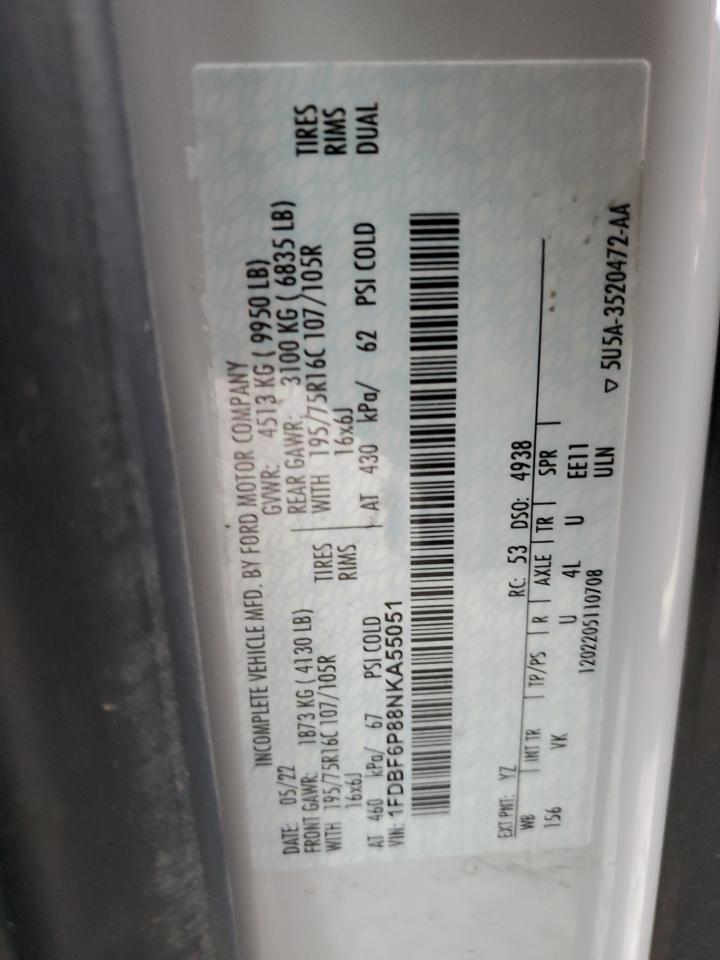 INCOMPLETE VEHICLE MFD. BY FORD MOTOR COMPANY
DATE: 05/22 GVWR: 4513 KG ( 9950 LB)
FRONT GAWR: 1873 KG ( 4130 LB) REAR GAWR: 3100 KG ( 6835 LB)
WITH 195/75R16C 107/105R TIRES WITH 195/75R16C 107/105R TIRES
16x6J RIMS 16x6J RIMS
AT 460 kPa/ 67 PSI COLD AT 430 kPa/ 62 PSI COLD DUAL
VIN: 1FDBF6P88NKA55051
EXT PNT: YZ RC: 53 DSO: 4938
WB INT TR TP/PS R AXLE TR SPR
156 VK U 4L U EE11
1202205110708 ULN
▽ 5U5A-3520472-AA